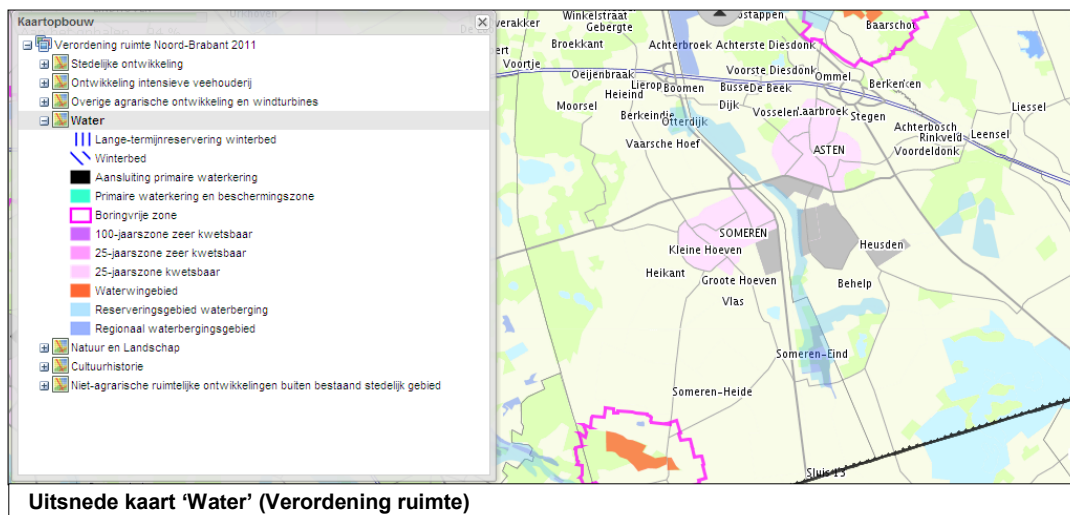 Kaartopbouw
Verordening ruimte Noord-Brabant 2011
Stedelijke ontwikkeling
Ontwikkeling intensieve veehouderij
Overige agrarische ontwikkeling en windturbines
Water
Lange-termijnreservering winterbed
Winterbed
Aansluiting primaire waterkering
Primaire waterkering en beschermingszone
Boringvrije zone
100-jaarszone zeer kwetsbaar
25-jaarszone zeer kwetsbaar
25-jaarszone kwetsbaar
Waterwingebied
Reserveringsgebied waterberging
Regionaal waterbergingsgebied
Natuur en Landschap
Cultuurhistorie
Niet-agrarische ruimtelijke ontwikkelingen buiten bestaand stedelijk gebied
Winkelstraat
Gebergte
Baarschot
Broekkant
Achterbroek
Achterste Diesdonk
Voortje
Oeijenbraak
Voorste Diesdonk
Ommel
Lierop
Boomen
Busse
De Beek
Berken
Heieind
Moorsel
Dijk
Liessel
Berkeindje
Otterdijk
Vosselen
Stegen
Achterbosch
Rinkveld
Leensel
Vaarsche Hoef
ASTEN
Voordeldonk
SOMEREN
Kleine Hoeven
Heusden
Heikant
Groote Hoeven
Behelp
Vlas
Someren-Eind
Someren-Heide
Sluis 13
Uitsnede kaart ‘Water’ (Verordening ruimte)